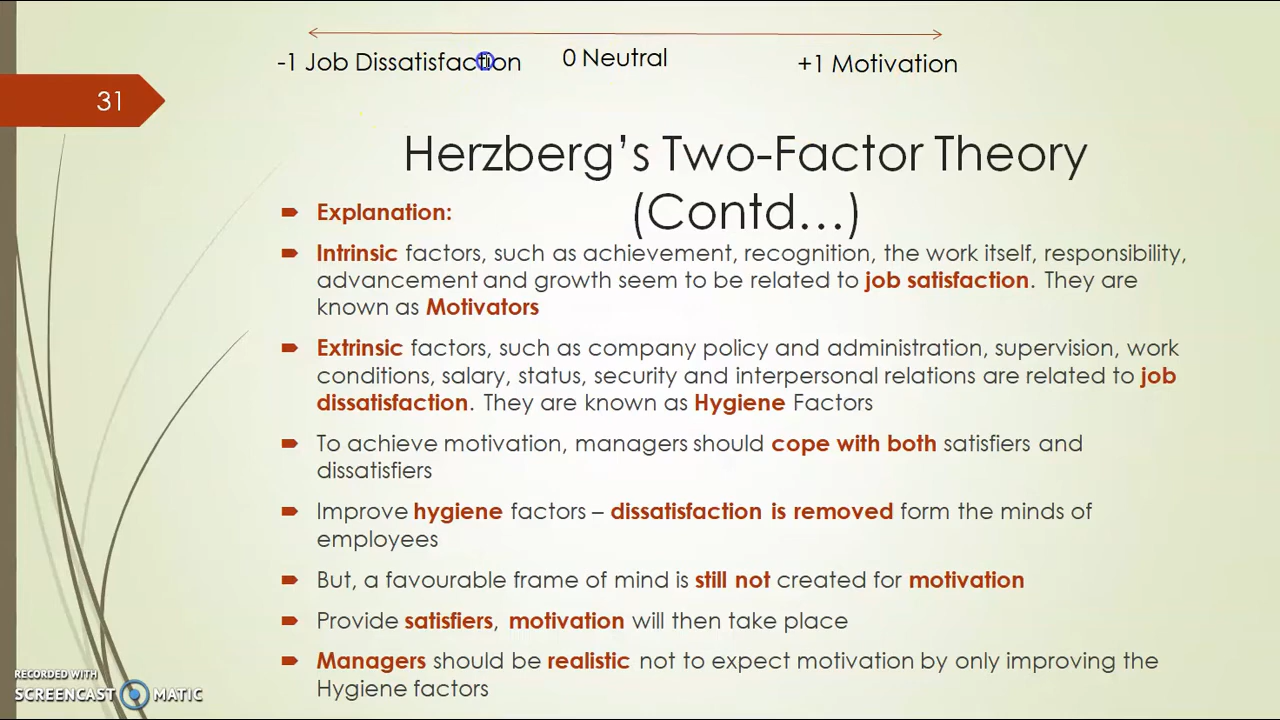 -1 Job Dissatisfaction 0 Neutral +1 Motivation
31
Herzberg’s Two-Factor Theory
(Contd…)
Explanation:
Intrinsic factors, such as achievement, recognition, the work itself, responsibility,
advancement and growth seem to be related to job satisfaction. They are
known as Motivators
Extrinsic factors, such as company policy and administration, supervision, work
conditions, salary, status, security and interpersonal relations are related to job
dissatisfaction. They are known as Hygiene Factors
To achieve motivation, managers should cope with both satisfiers and
dissatisfiers
Improve hygiene factors – dissatisfaction is removed form the minds of
employees
But, a favourable frame of mind is still not created for motivation
Provide satisfiers, motivation will then take place
Managers should be realistic not to expect motivation by only improving the
Hygiene factors
RECORDED WITH
SCREENCAST MATIC